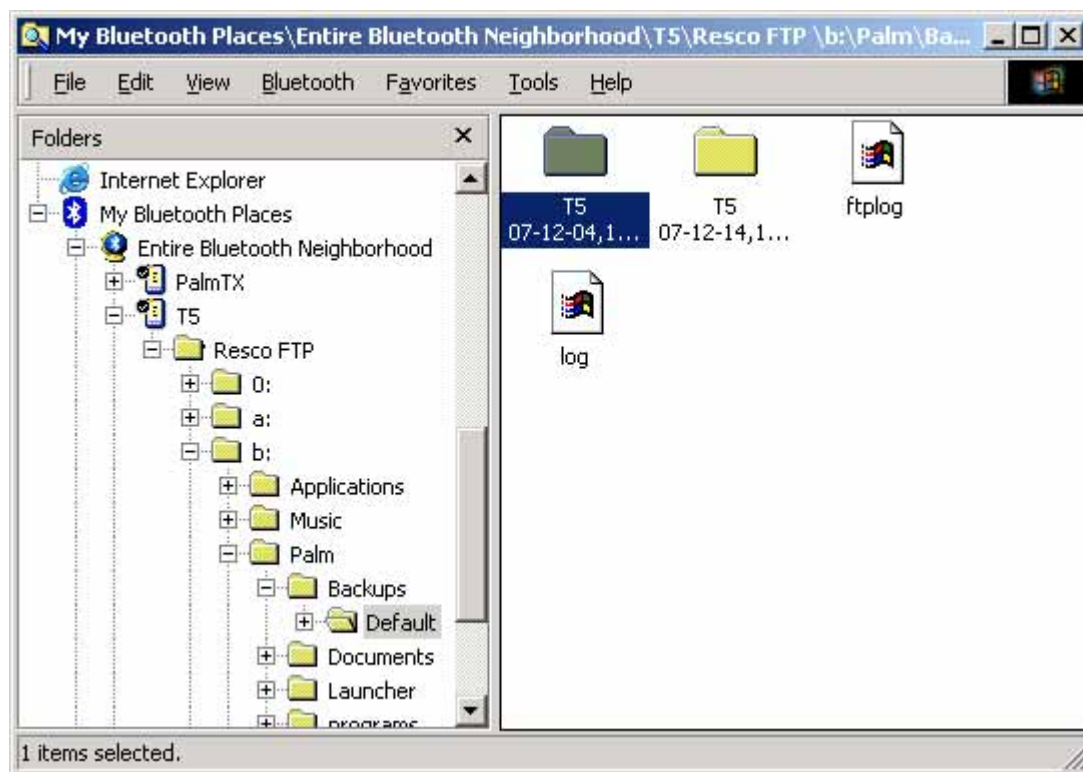 My Bluetooth Places\Entire Bluetooth Neighborhood\T5\Resco FTP \b:\Palm\Ba...
File Edit View Bluetooth Favorites Tools Help
Folders
Internet Explorer
My Bluetooth Places
Entire Bluetooth Neighborhood
PalmTX
T5
Resco FTP
0:
a:
b:
Applications
Music
Palm
Backups
Default
Documents
Launcher
programs
T5
07-12-04,1...
T5
07-12-14,1...
ftplog
log
1 items selected.